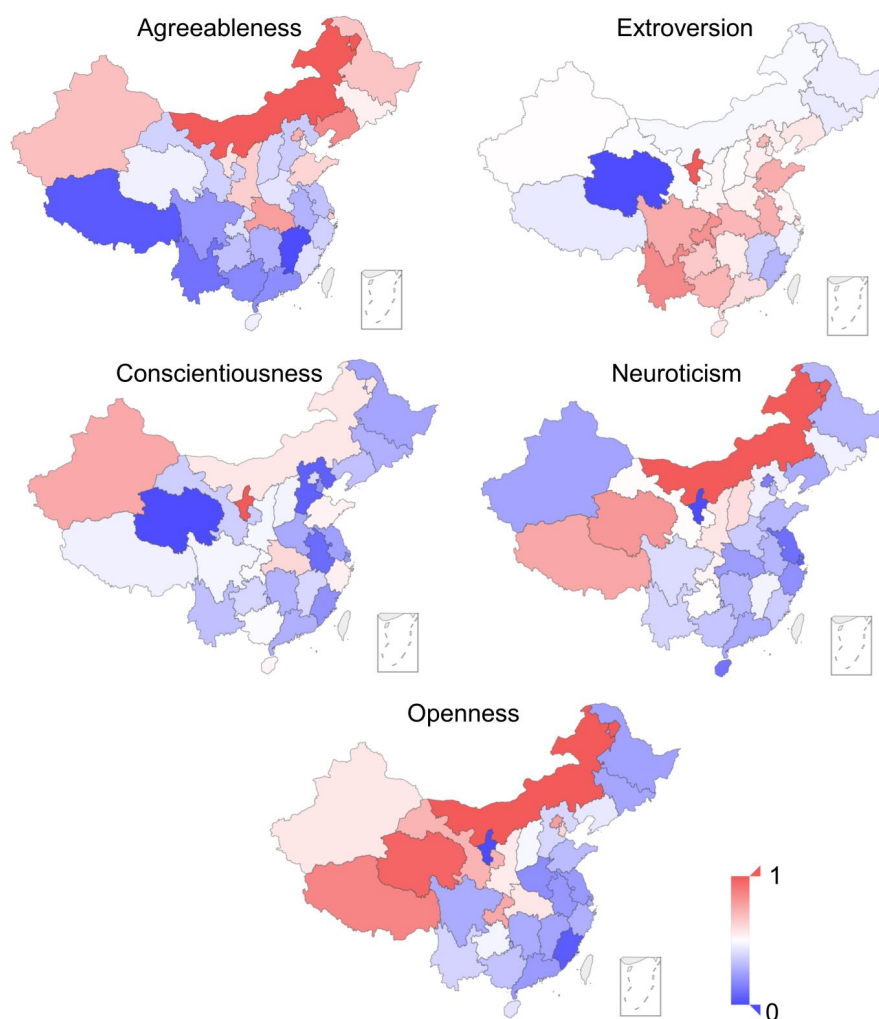 Agreeableness
Extroversion
Conscientiousness
Neuroticism
Openness
1
0